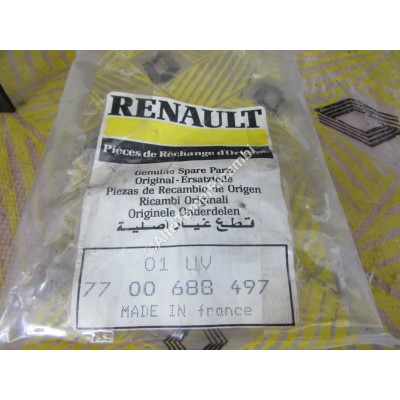 RENAULT
Pièces de Rechange d'Origine
Genuine Spare Parts
Original-Ersatzteile
Piezas de Recambio de Origen
Ricambi Originali
Originele Onderdelen
قطع غيار أصلية
01 UV
77 00 688 497
MADE IN france